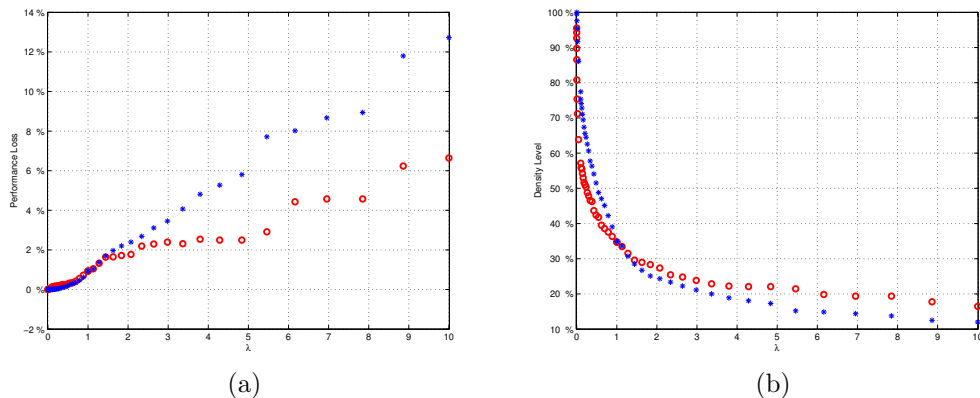 14 %
12 %
10 %
8 %
6 %
4 %
2 %
0 %
−2 %
Performance Loss
0 1 2 3 4 5 6 7 8 9 10
λ
(a)
100 %
90 %
80 %
70 %
60 %
50 %
40 %
30 %
20 %
10 %
Density Level
0 1 2 3 4 5 6 7 8 9 10
λ
(b)